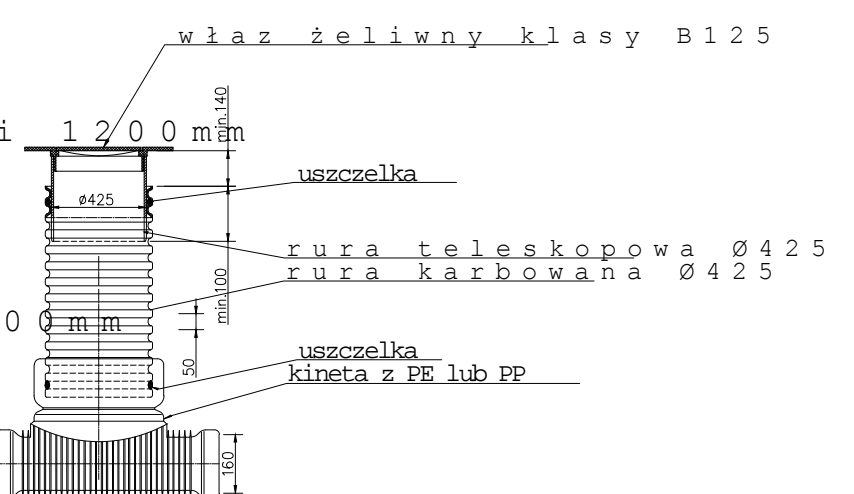 właz żeliwny klasy B125
min.140
i 1200mm
uszczelka
ø425
rura teleskopowa Ø425
rura karbowana Ø425
min.100
00mm
uszczelka
50
kineta z PE lub PP
160